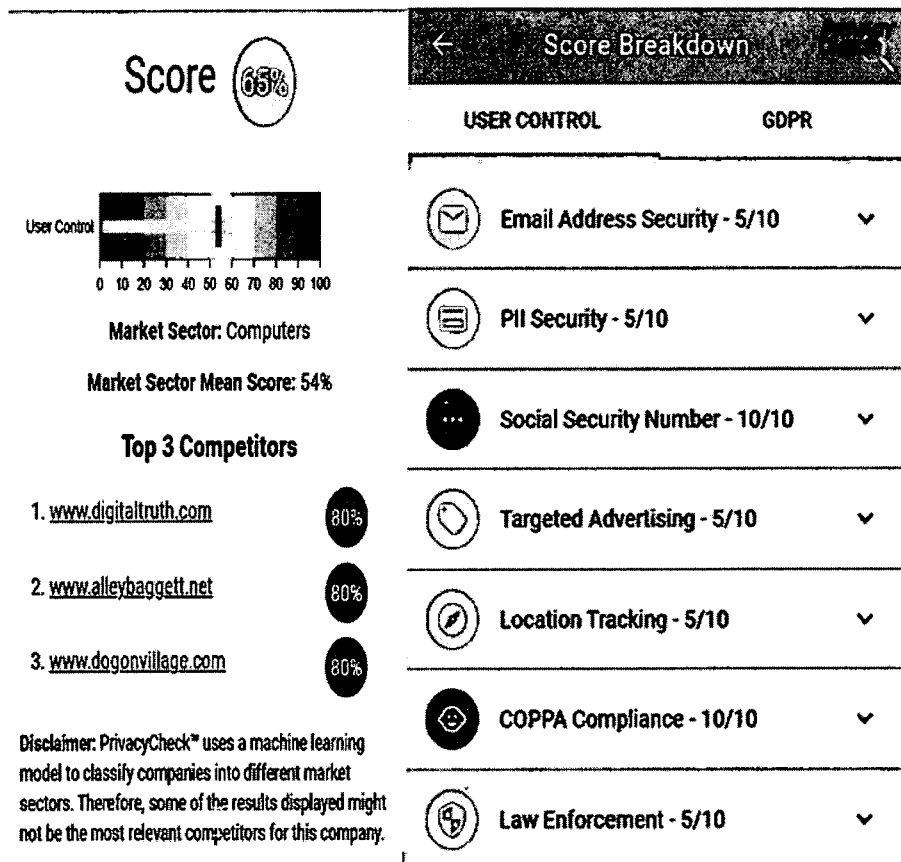 Score 65%
User Control
0 10 20 30 40 50 60 70 80 90 100
Market Sector: Computers
Market Sector Mean Score: 54%
Top 3 Competitors
1. www.digitaltruth.com 80%
2. www.alleybaggett.net 80%
3. www.dogonvillage.com 80%
Disclaimer: PrivacyCheck™ uses a machine learning
model to classify companies into different market
sectors. Therefore, some of the results displayed might
not be the most relevant competitors for this company.
Score Breakdown
USER CONTROL GDPR
Email Address Security - 5/10
PII Security - 5/10
Social Security Number - 10/10
Targeted Advertising - 5/10
Location Tracking - 5/10
COPPA Compliance - 10/10
Law Enforcement - 5/10